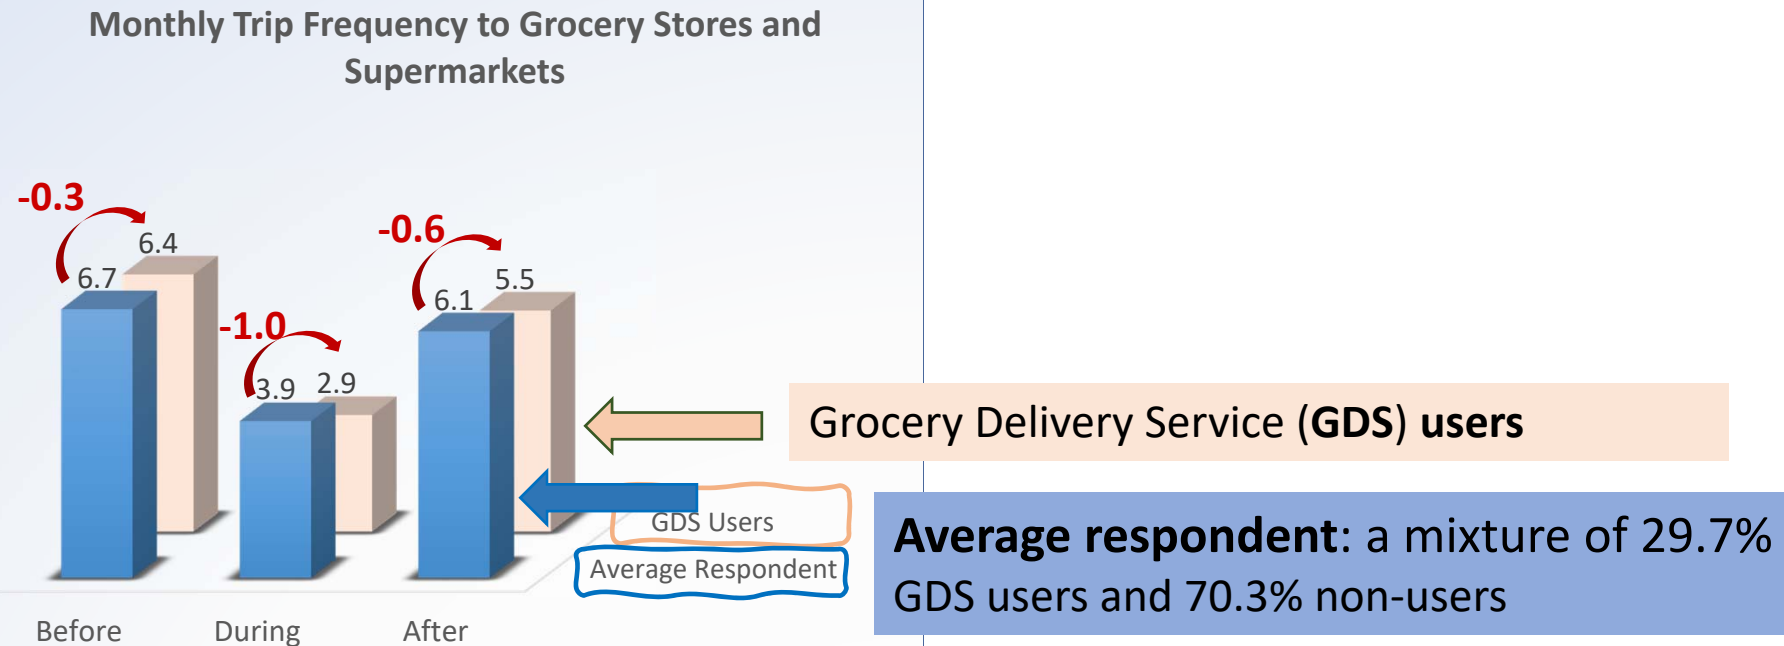 Monthly Trip Frequency to Grocery Stores and
Supermarkets
-0.3
6.4
6.7
-0.6
5.5
6.1
-1.0
3.9 2.9
Grocery Delivery Service (GDS) users
GDS Users
Average Respondent
Average respondent: a mixture of 29.7%
GDS users and 70.3% non-users
Before During After